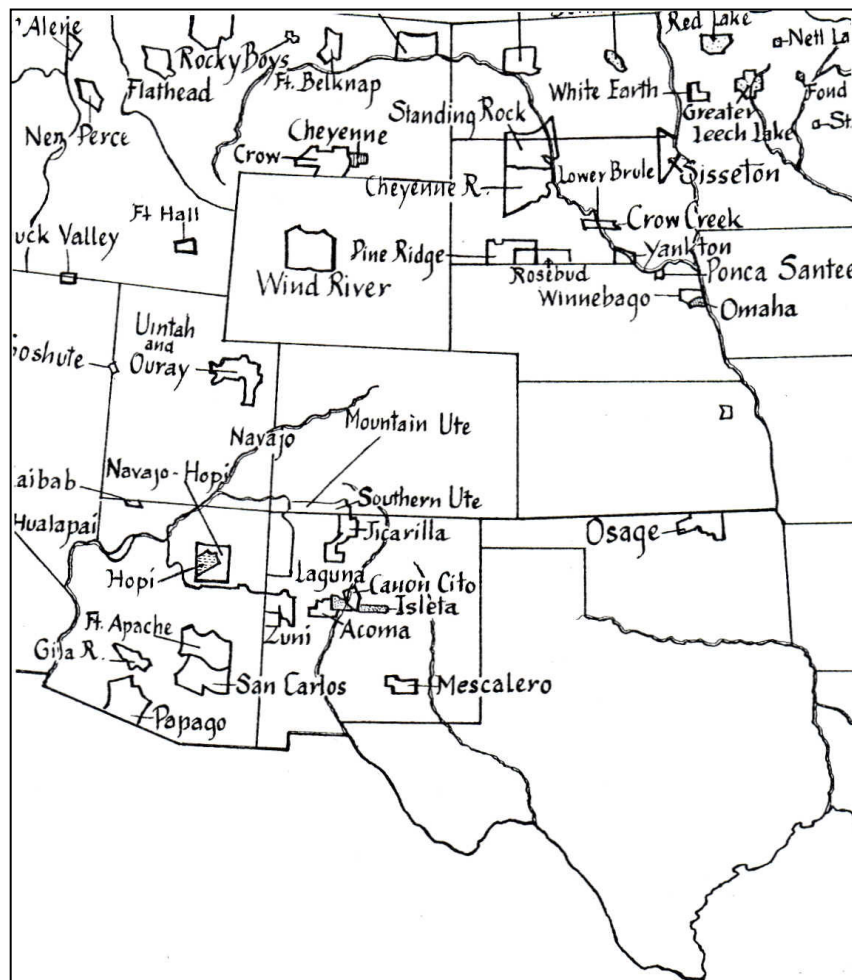 Alene
Rocky Boys
Flathead
Ft. Belknap
Red Lake
Nett La
White Earth
Fond
Greater
Leech Lake
St.
Nez Perce
Standing Rock
Cheyenne
Crow
Cheyenne R.
Lower Brule
Sisseton
Ft Hall
Crow Creek
uck Valley
Pine Ridge
Yankton
Wind River
Rosebud
Ponca Santee
Winnebago
Omaha
Uintah
and
Ouray
oshute
Navajo
Mountain Ute
Navajo-Hopi
aibab
Southern Ute
Hualapai
Jicarilla
Osage
Hopi
Laguna
Canon Cito
Isleta
Ft. Apache
Zuni
Acoma
Gila R.
San Carlos
Mescalero
Papago